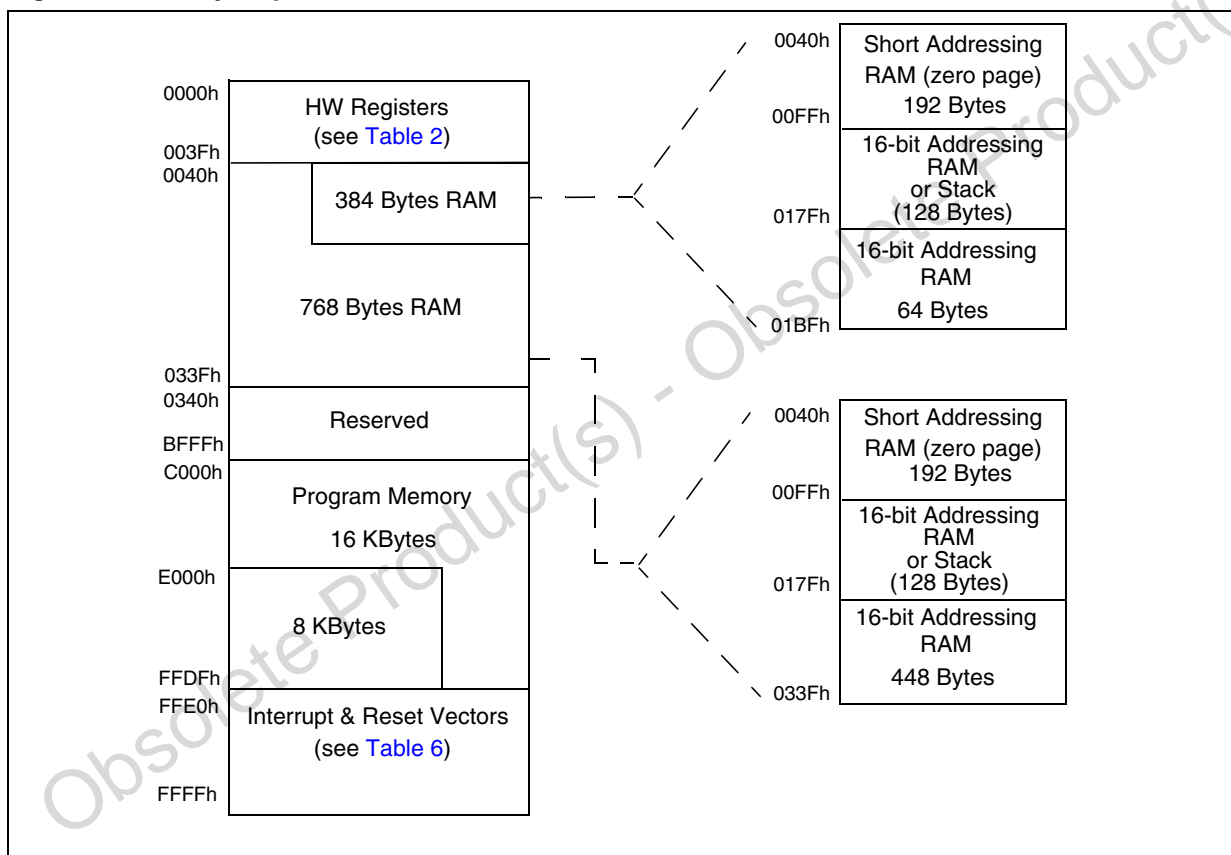 0000h
HW Registers
(see Table 2)
003Fh
0040h
384 Bytes RAM
768 Bytes RAM
033Fh
0340h
Reserved
BFFFh
C000h
Program Memory
16 KBytes
E000h
8 KBytes
FFDFh
FFE0h
Interrupt & Reset Vectors
(see Table 6)
FFFFh
0040h
Short Addressing
RAM (zero page)
192 Bytes
00FFh
16-bit Addressing
RAM
or Stack
(128 Bytes)
017Fh
16-bit Addressing
RAM
64 Bytes
01BFh
0040h
Short Addressing
RAM (zero page)
192 Bytes
00FFh
16-bit Addressing
RAM
or Stack
(128 Bytes)
017Fh
16-bit Addressing
RAM
448 Bytes
033Fh
Obsolete Product(s) - Obsolete Product(